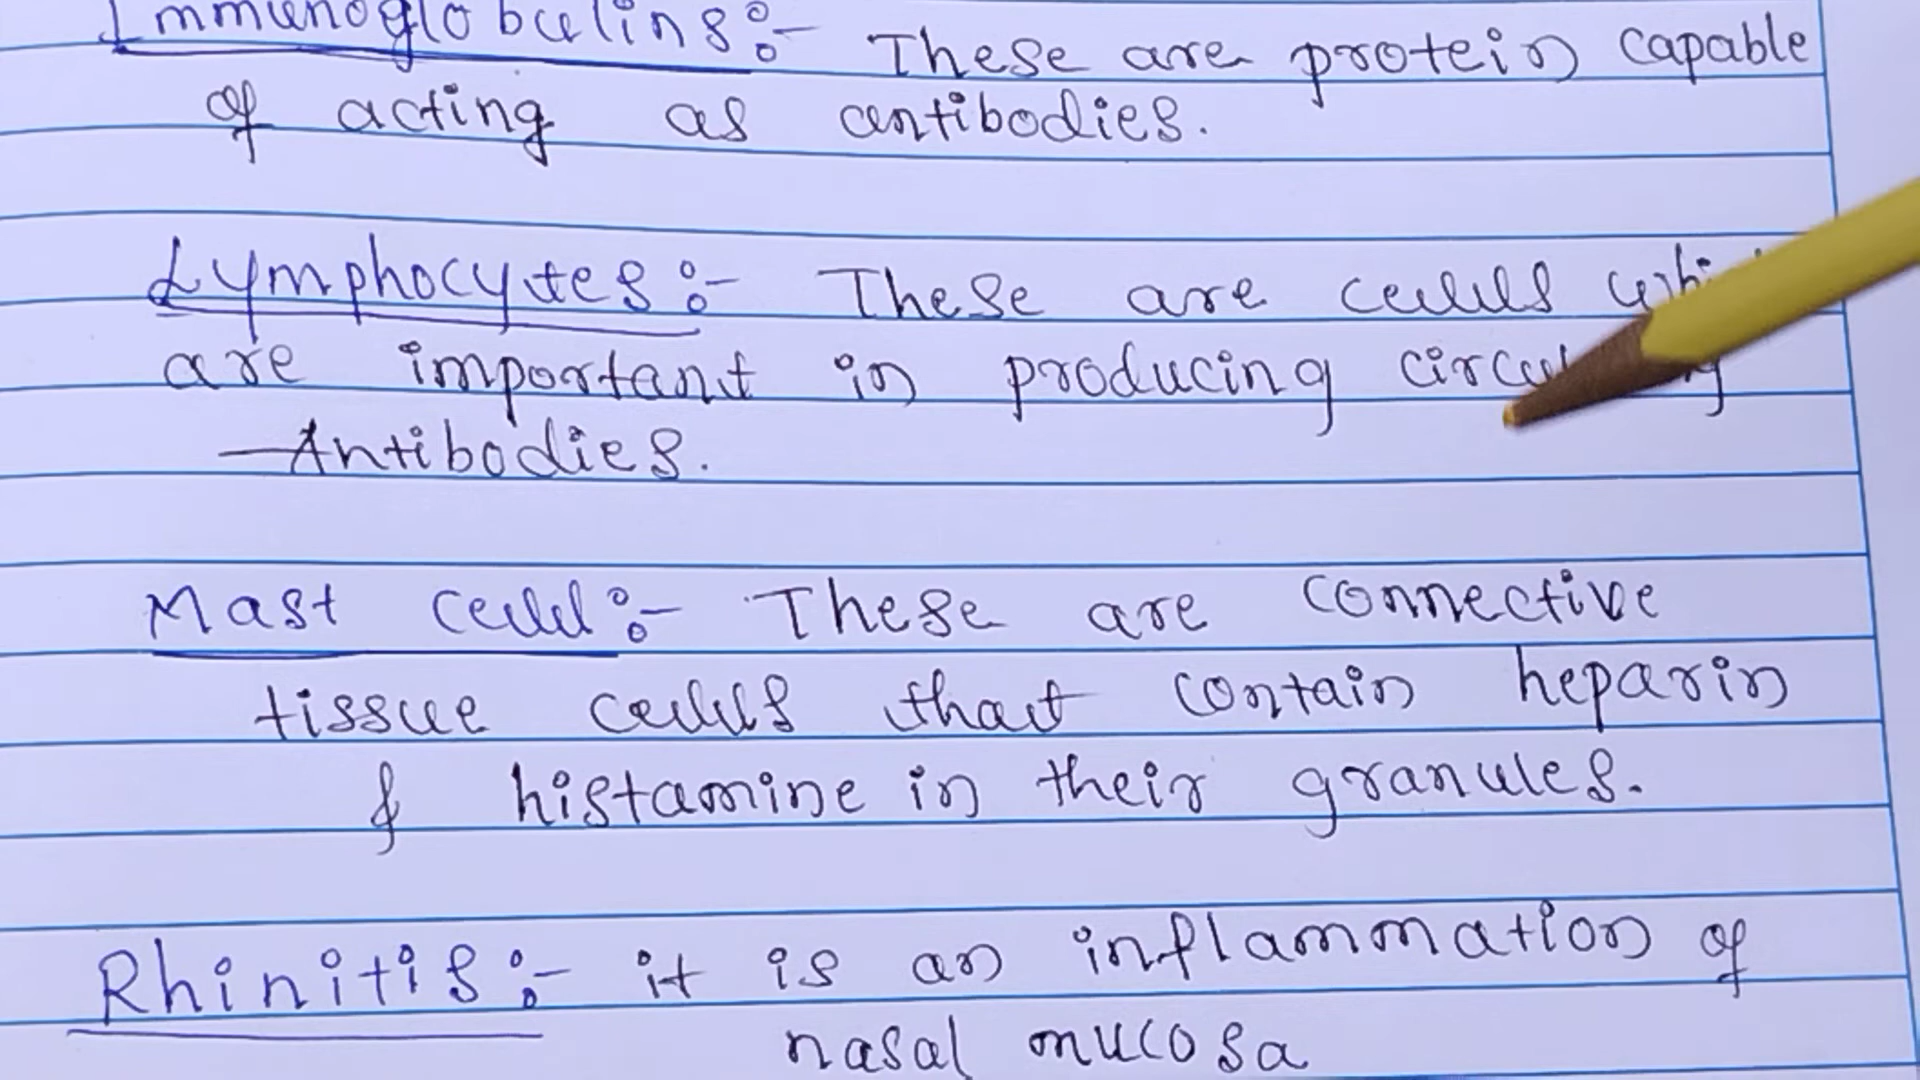 Immunoglobulins:- These are protein capable
of acting as antibodies.
Lymphocytes:- These are cells
are important in producing
Antibodies.
Mast cell:- These are connective
tissue cells that contain heparin
& histamine in their granules.
Rhinitis:- it is an inflammation of
nasal mucosa